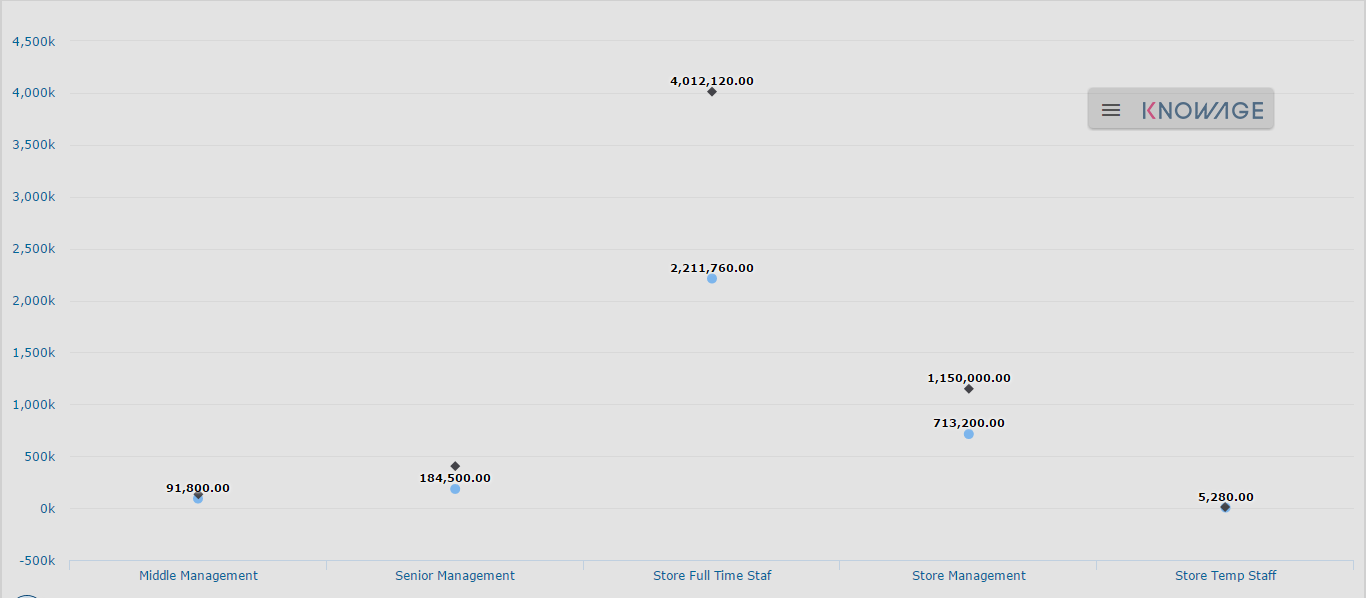 4,500k
4,012,120.00
4,000k
KNOWAGE
3,500k
3,000k
2,500k
2,211,760.00
2,000k
1,500k
1,150,000.00
1,000k
713,200.00
500k
184,500.00
91,800.00
5,280.00
0k
-500k
Middle Management
Senior Management
Store Full Time Staf
Store Management
Store Temp Staff